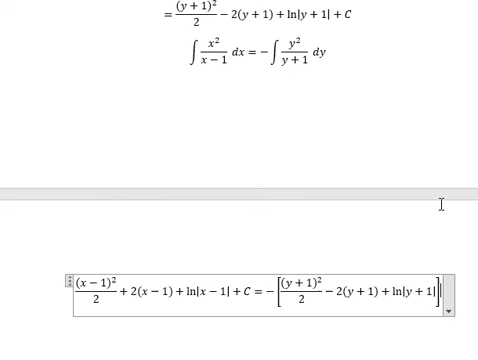 = (y + 1)²/2 − 2(y + 1) + ln|y + 1| + C
∫ x²/(x − 1) dx = −∫ y²/(y + 1) dy
(x − 1)²/2 + 2(x − 1) + ln|x − 1| + C = −[(y + 1)²/2 − 2(y + 1) + ln|y + 1|]